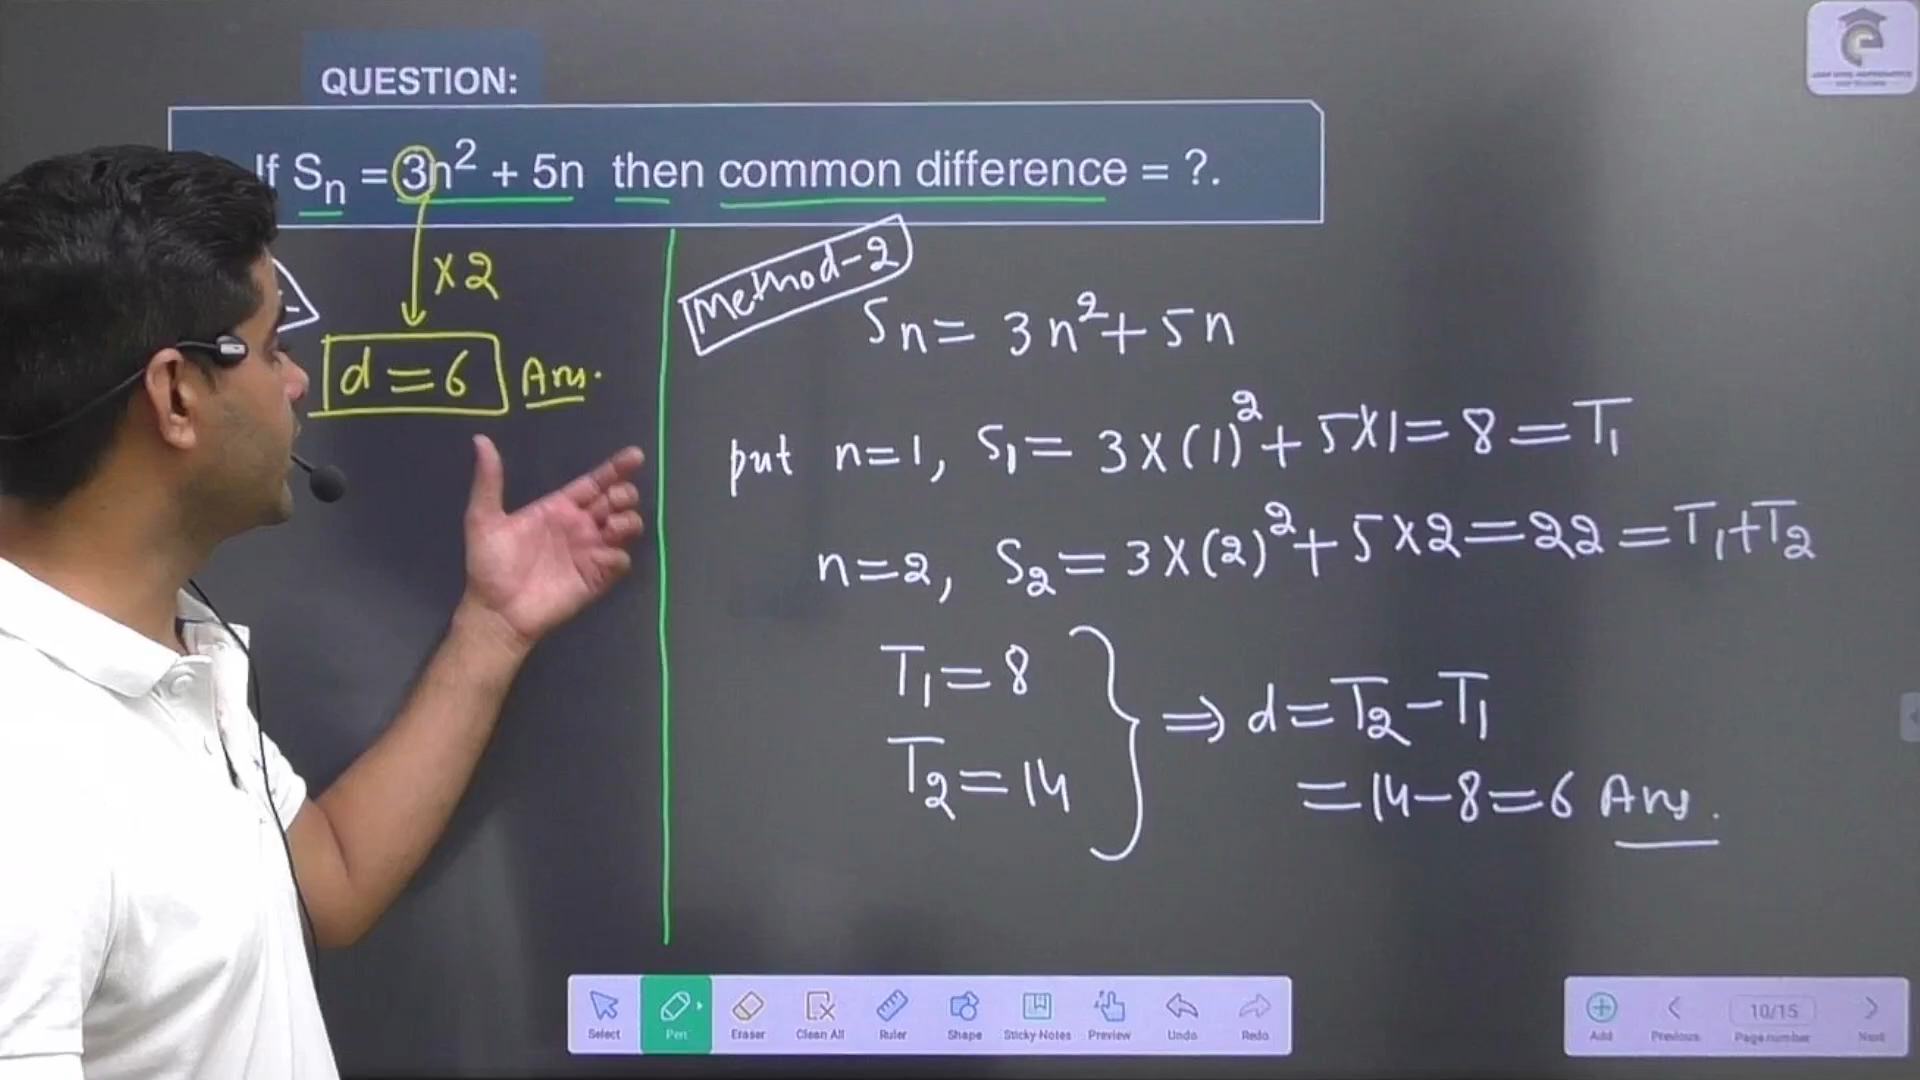 QUESTION:
If Sn = 3n² + 5n then common difference = ?.
×2
d = 6 Ans.
Method-2
Sn = 3n² + 5n
put n=1, S₁ = 3×(1)² + 5×1 = 8 = T₁
n=2, S₂ = 3×(2)² + 5×2 = 22 = T₁+T₂
T₁ = 8
T₂ = 14
⇒ d = T₂ - T₁
= 14-8 = 6 Ans.
Select
Pen
Eraser
Clean All
Ruler
Shape
Sticky Notes
Preview
Undo
Redo
Add
Previous
10/15
Page number
Next